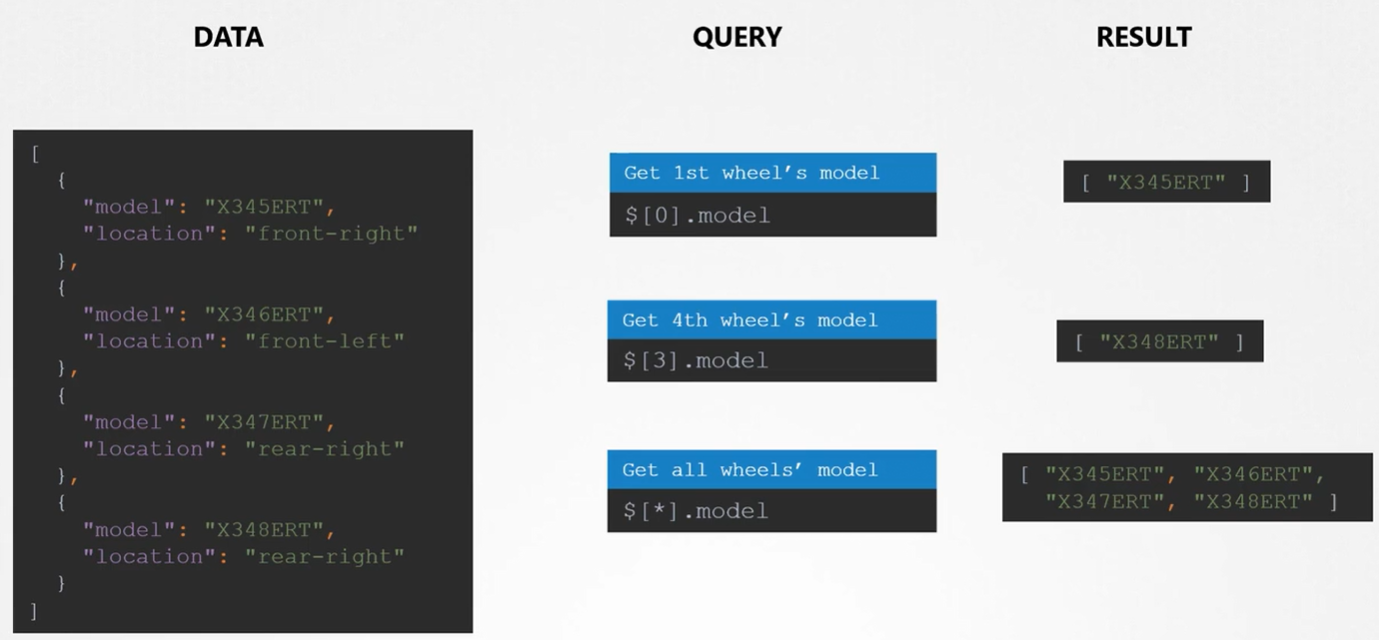 DATA
QUERY
RESULT
[
{
"model": "X345ERT",
"location": "front-right"
},
{
"model": "X346ERT",
"location": "front-left"
},
{
"model": "X347ERT",
"location": "rear-right"
},
{
"model": "X348ERT",
"location": "rear-right"
}
]
Get 1st wheel’s model
$[0].model
Get 4th wheel’s model
$[3].model
Get all wheels’ model
$[*].model
[ "X345ERT" ]
[ "X348ERT" ]
[ "X345ERT", "X346ERT",
"X347ERT", "X348ERT" ]